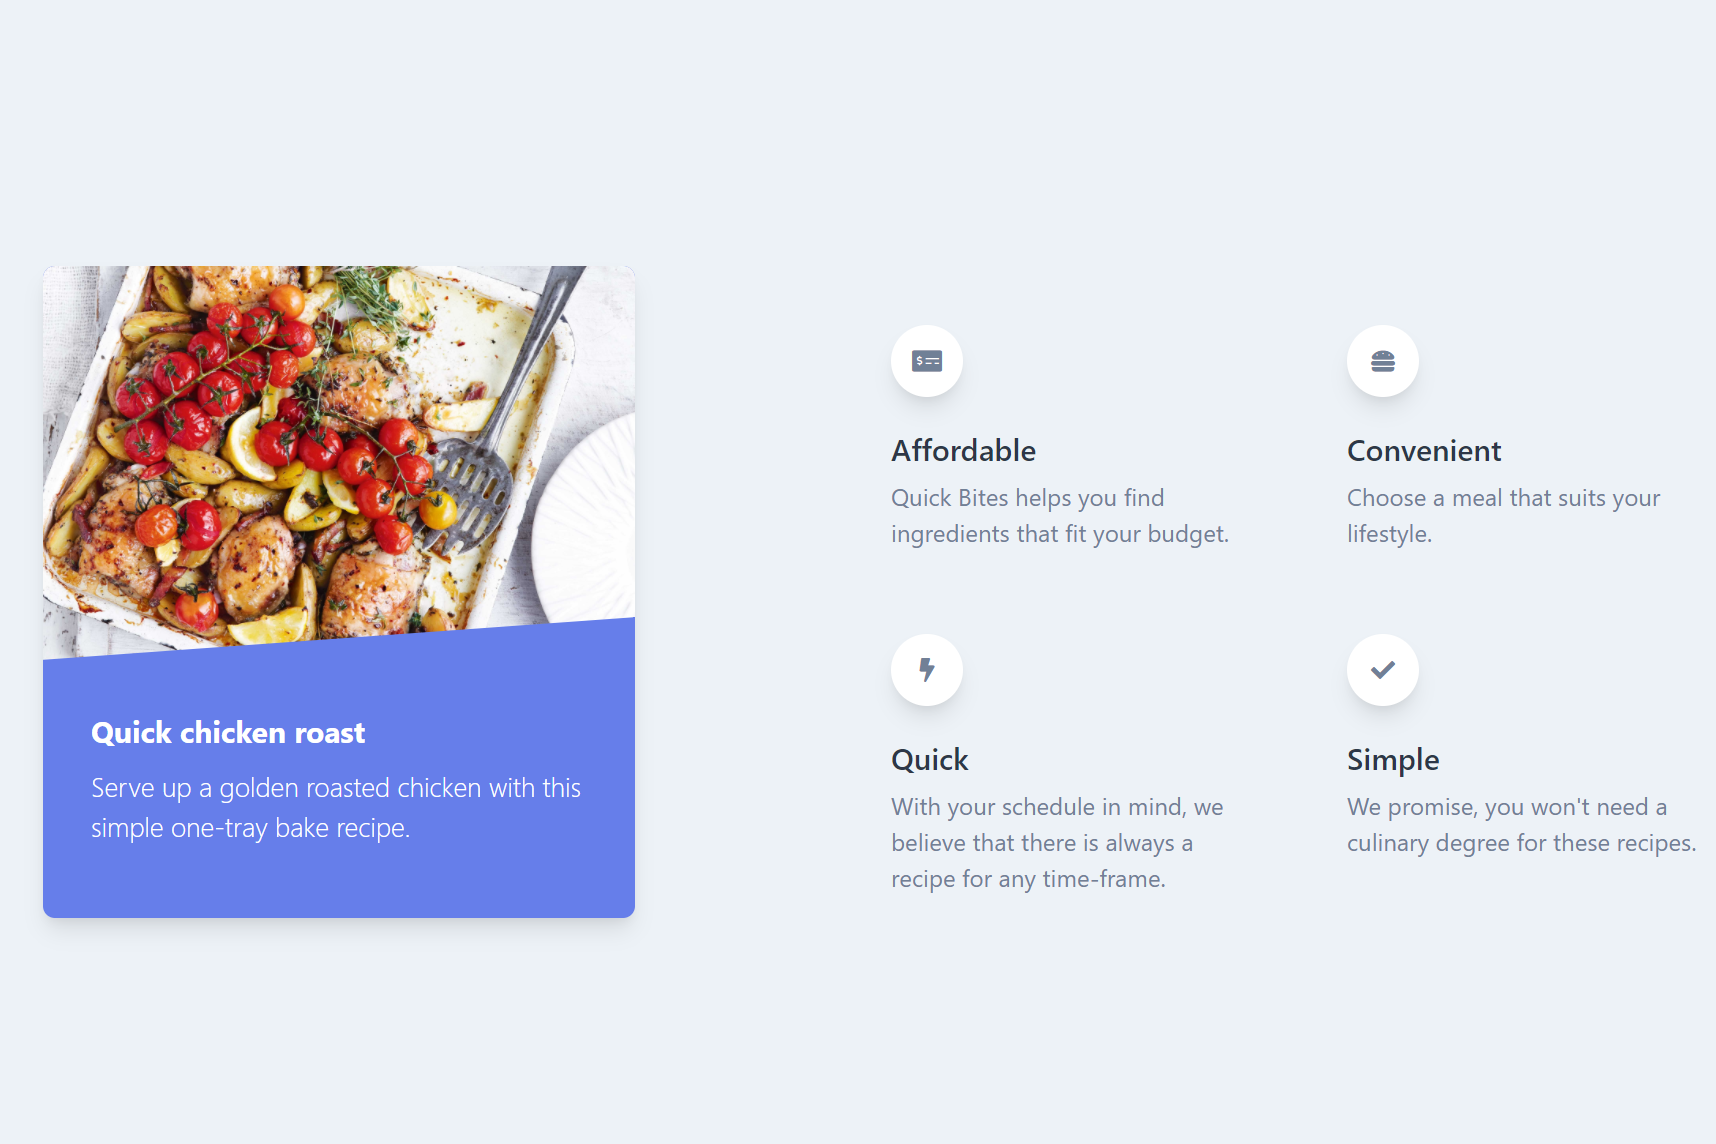 Quick chicken roast
Serve up a golden roasted chicken with this
simple one-tray bake recipe.
$
Affordable
Quick Bites helps you find
ingredients that fit your budget.
Convenient
Choose a meal that suits your
lifestyle.
Quick
With your schedule in mind, we
believe that there is always a
recipe for any time-frame.
Simple
We promise, you won't need a
culinary degree for these recipes.